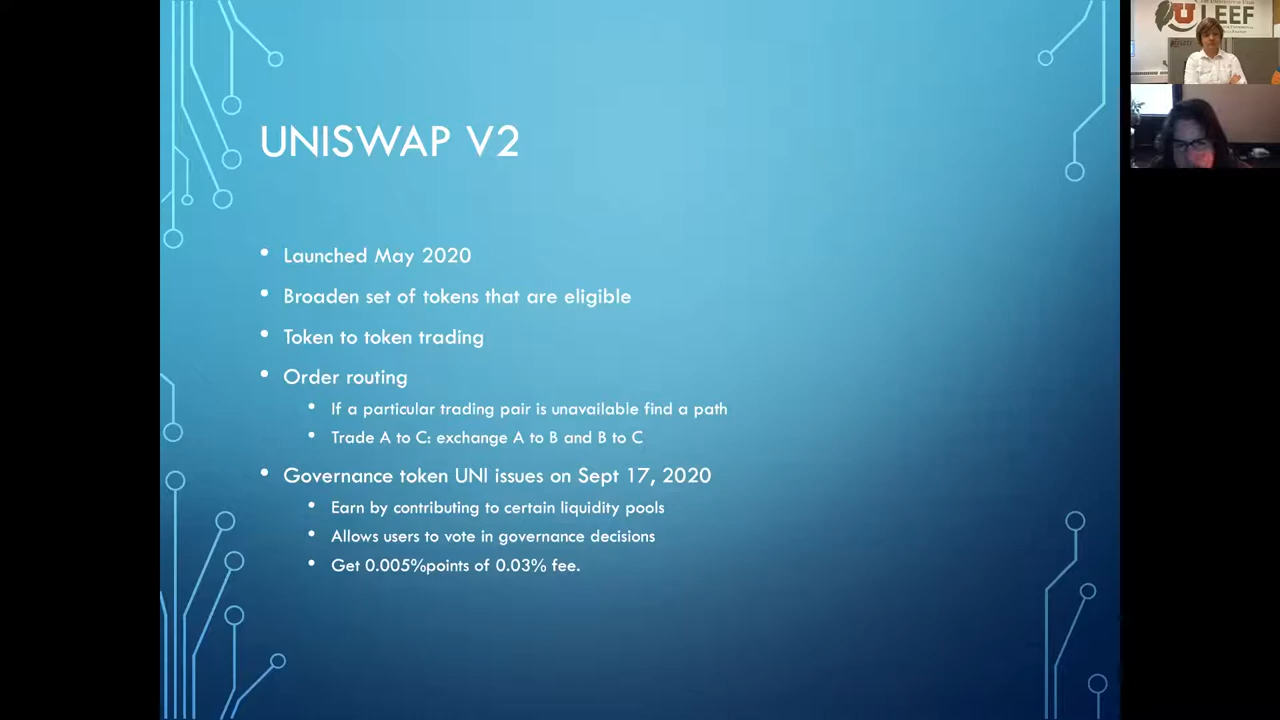 UNISWAP V2
• Launched May 2020
• Broaden set of tokens that are eligible
• Token to token trading
• Order routing
• If a particular trading pair is unavailable find a path
• Trade A to C: exchange A to B and B to C
• Governance token UNI issues on Sept 17, 2020
• Earn by contributing to certain liquidity pools
• Allows users to vote in governance decisions
• Get 0.005%points of 0.03% fee.
U LEEF